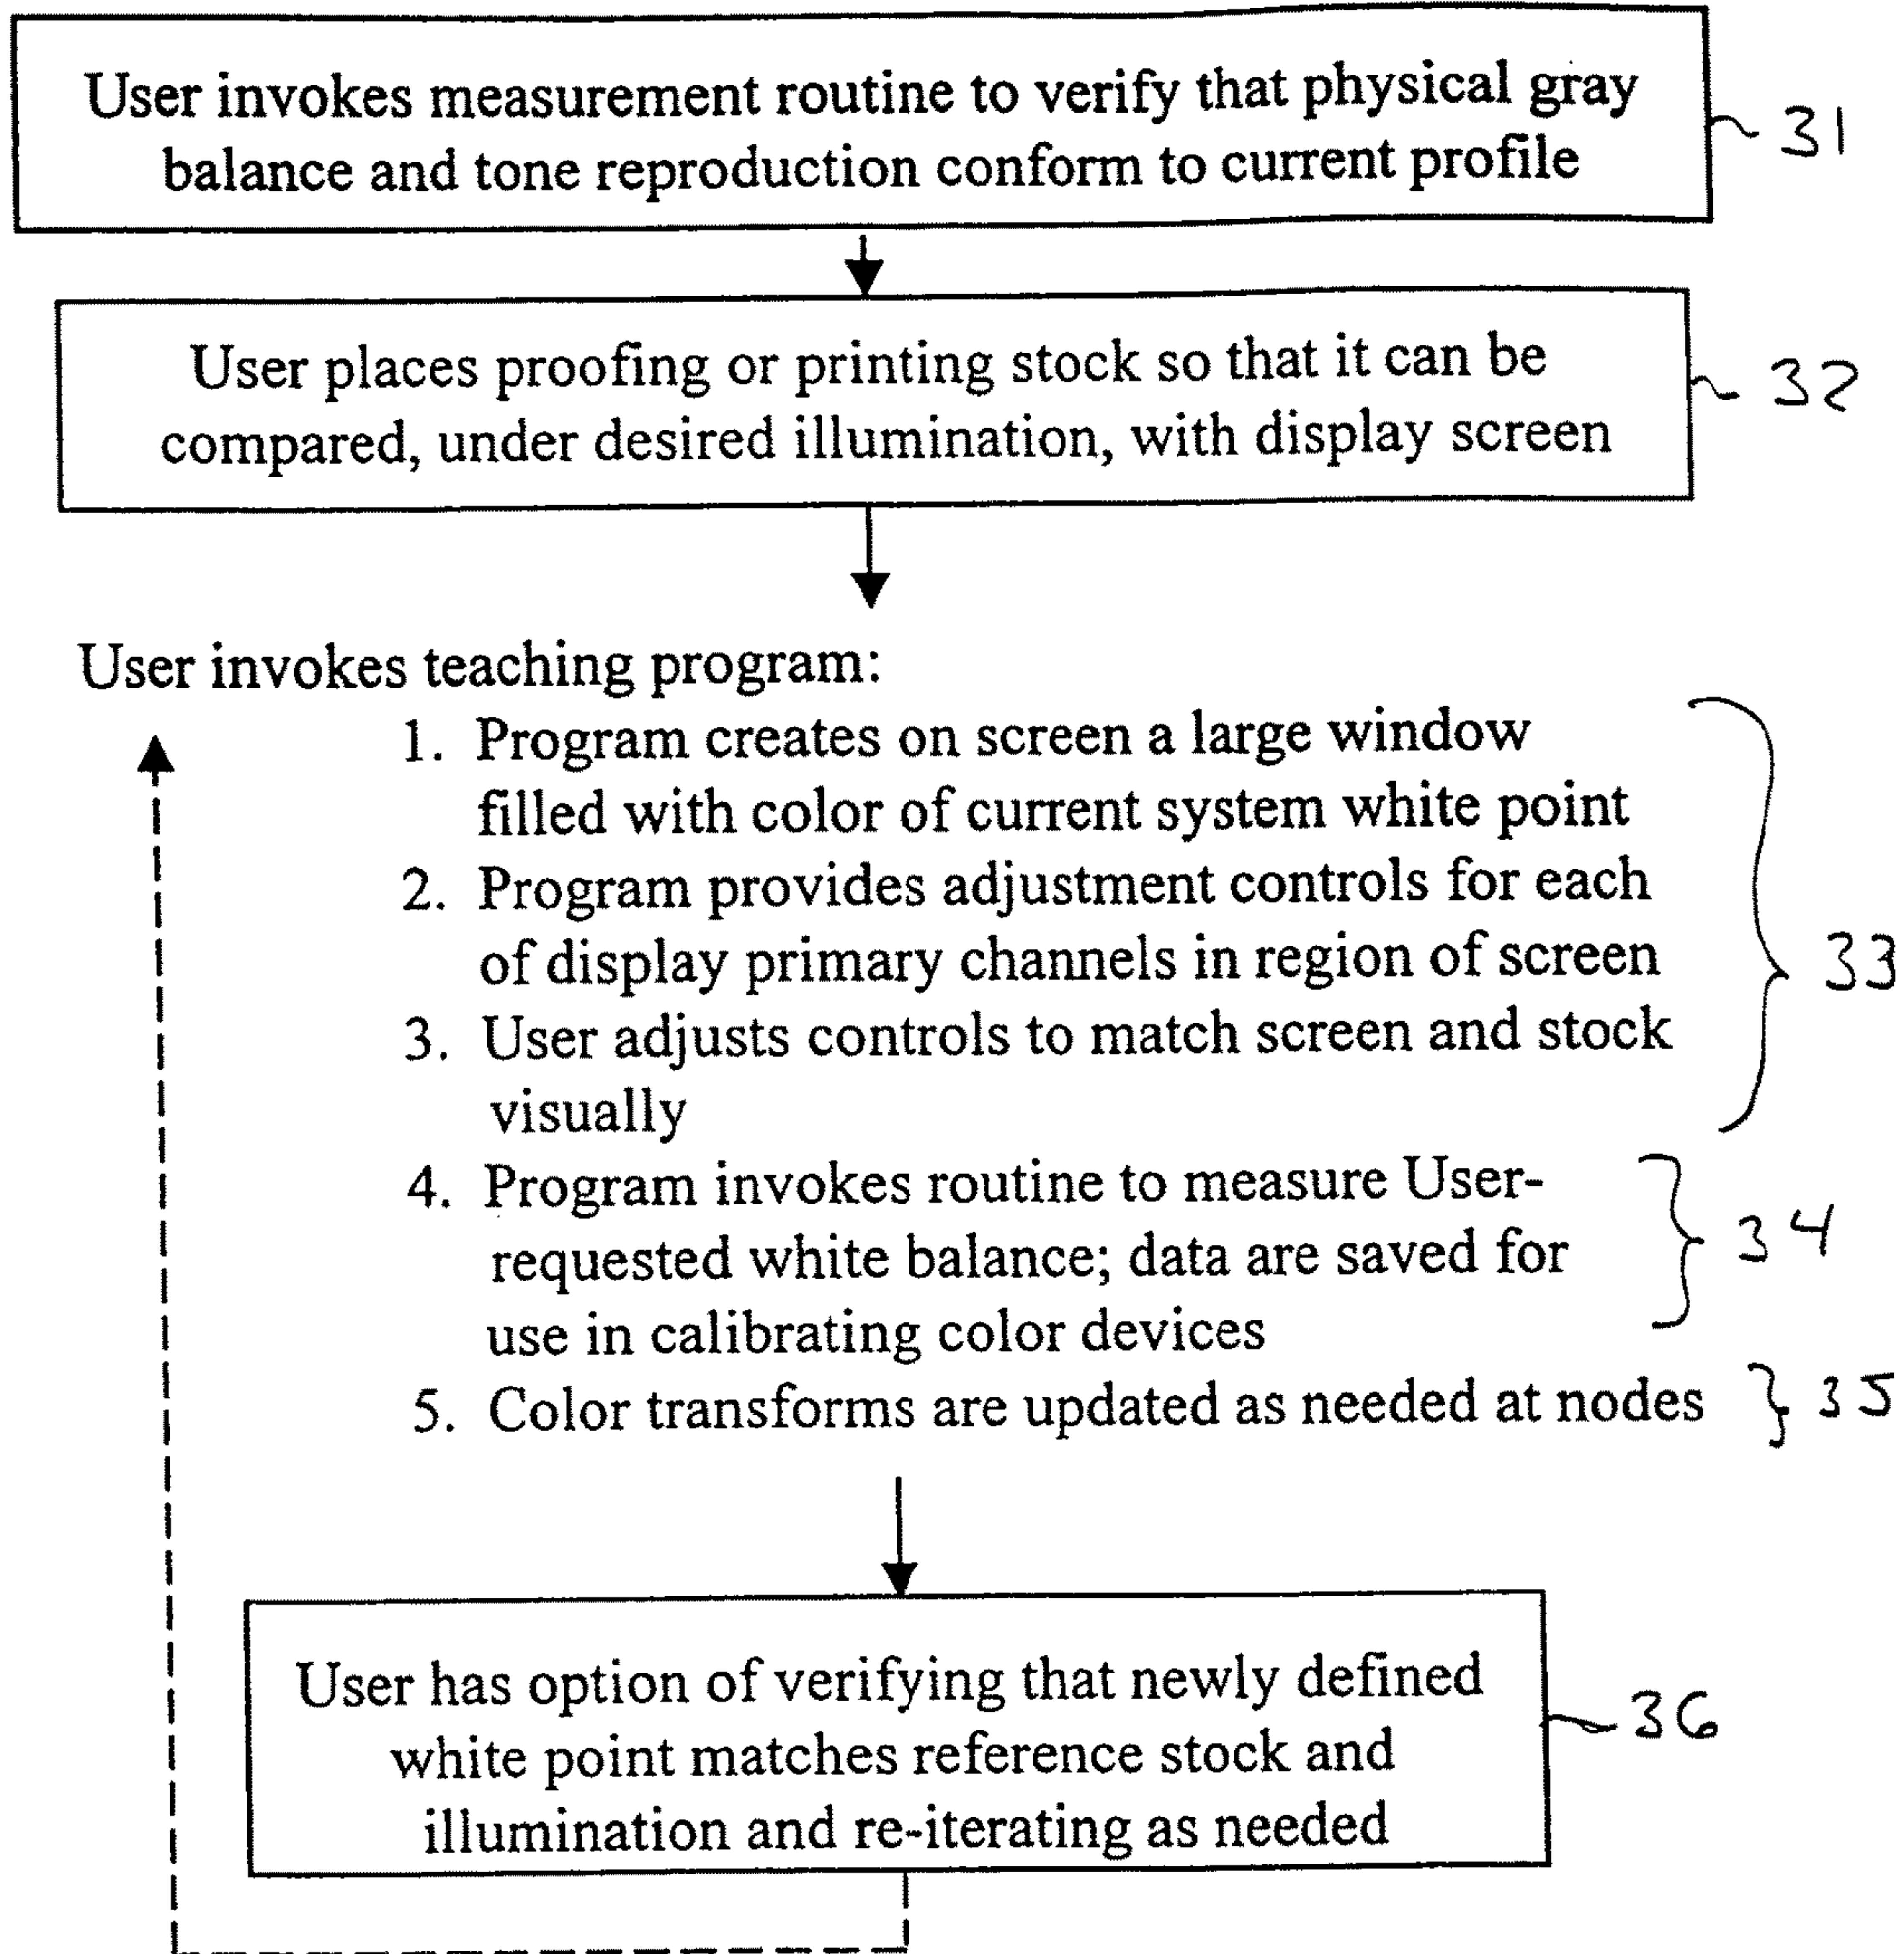 User invokes measurement routine to verify that physical gray
balance and tone reproduction conform to current profile
31
User places proofing or printing stock so that it can be
compared, under desired illumination, with display screen
32
User invokes teaching program:
1. Program creates on screen a large window
filled with color of current system white point
2. Program provides adjustment controls for each
of display primary channels in region of screen
3. User adjusts controls to match screen and stock
visually
33
4. Program invokes routine to measure User-
requested white balance; data are saved for
use in calibrating color devices
34
5. Color transforms are updated as needed at nodes
35
User has option of verifying that newly defined
white point matches reference stock and
illumination and re-iterating as needed
36